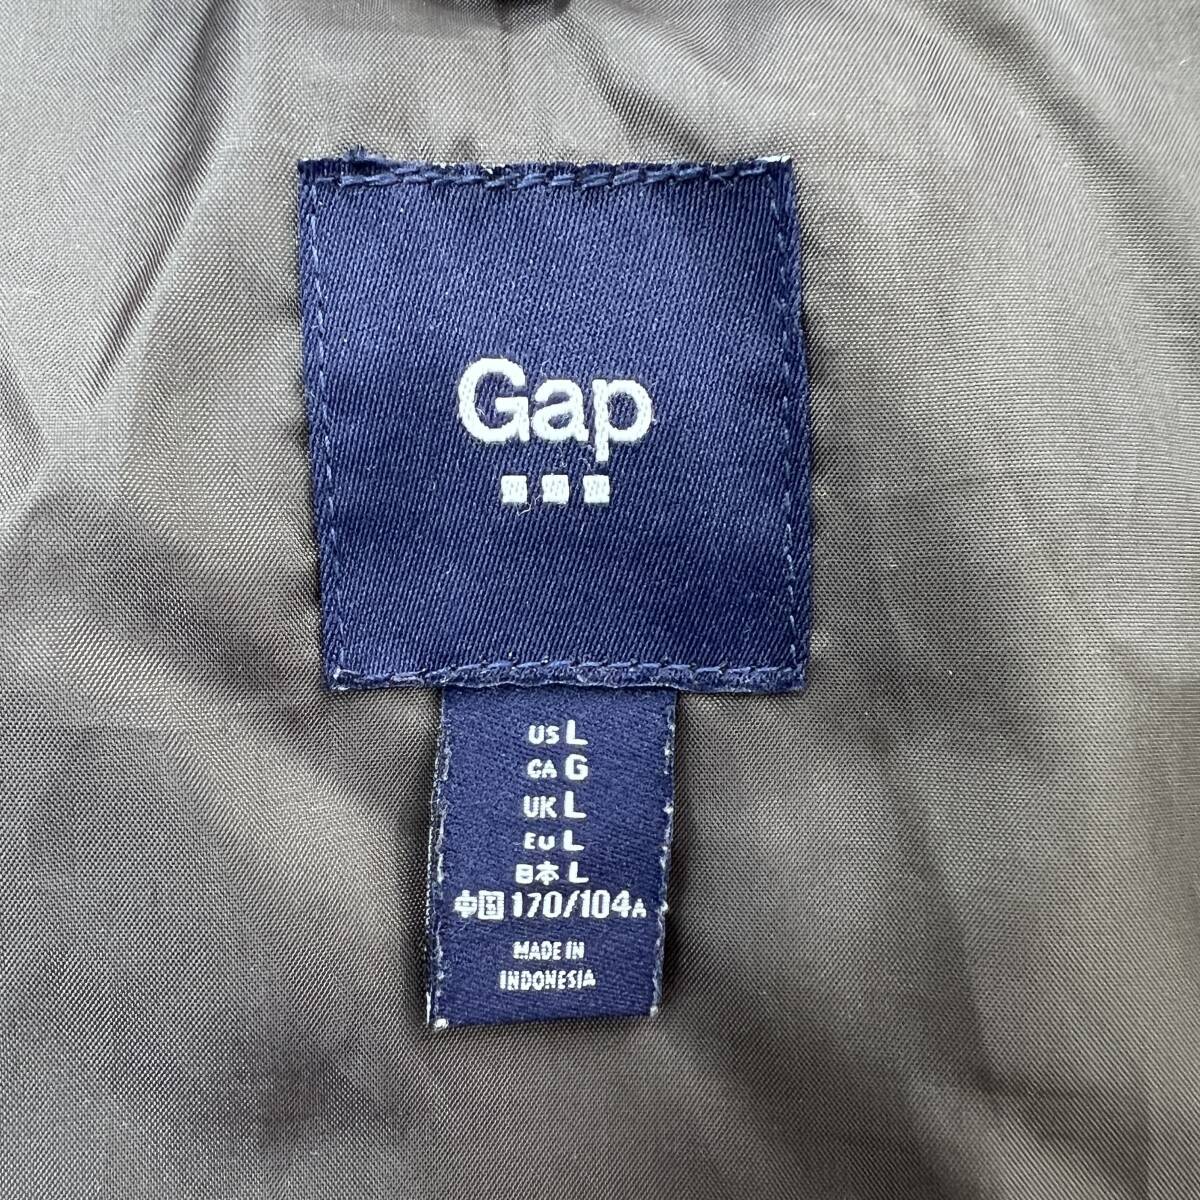 Gap
US L
CA G
UK L
EU L
日本 L
中国 170/104A
MADE IN
INDONESIA